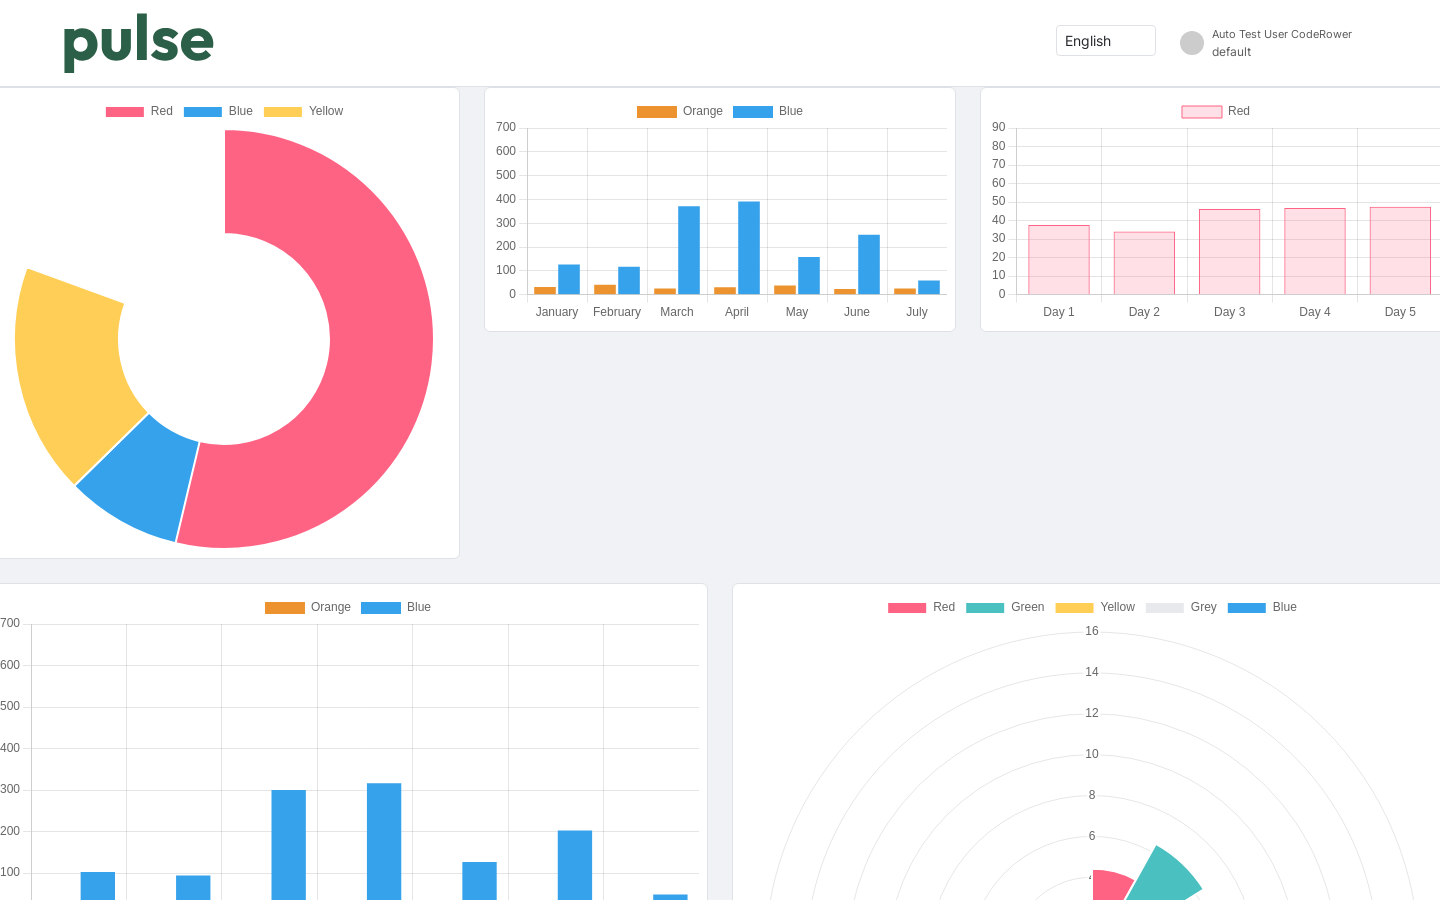 pulse
English
Auto Test User CodeRower
default
Red Blue Yellow
Orange Blue
700
600
500
400
300
200
100
0
January February March April May June July
Red
90
80
70
60
50
40
30
20
10
0
Day 1 Day 2 Day 3 Day 4 Day 5
Orange Blue
700
600
500
400
300
200
100
Red Green Yellow Grey Blue
16
14
12
10
8
6